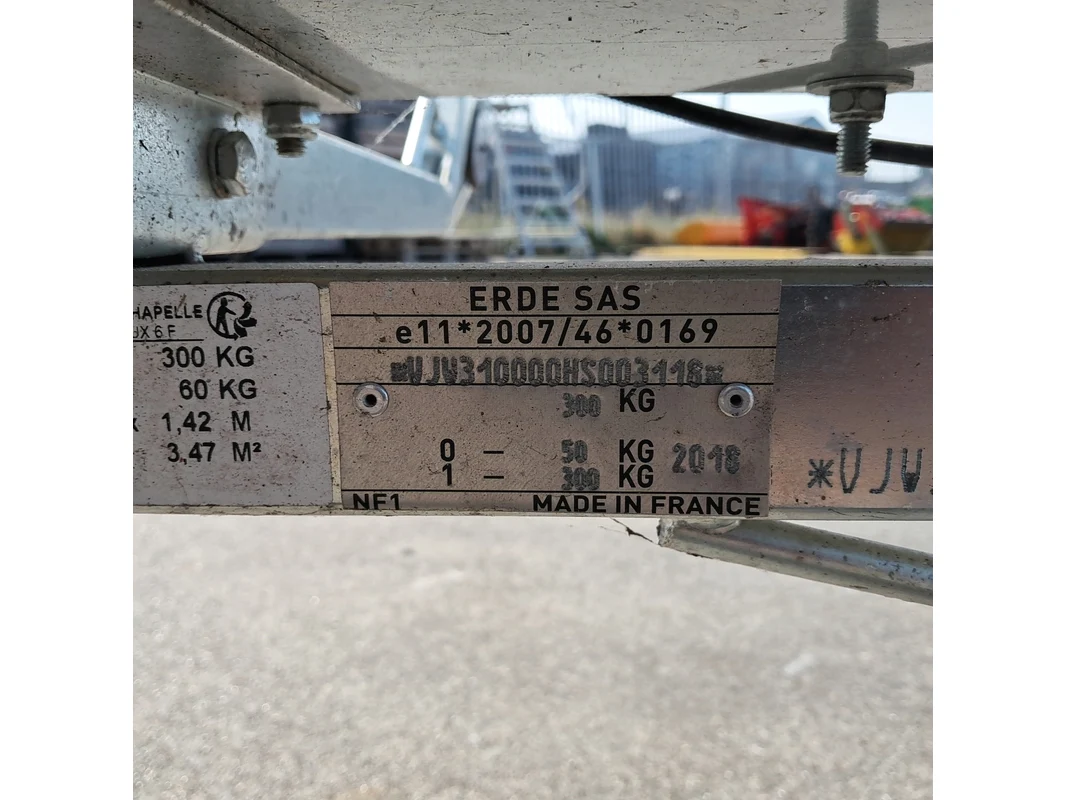 HAPELLE
UX 6 F
300 KG
60 KG
x 1,42 M
3,47 M²
ERDE SAS
e11*2007/46*0169
*VJV310000HS003118*
300 KG
0 – 50 KG
1 – 300 KG
2018
NF1 MADE IN FRANCE
*VJV